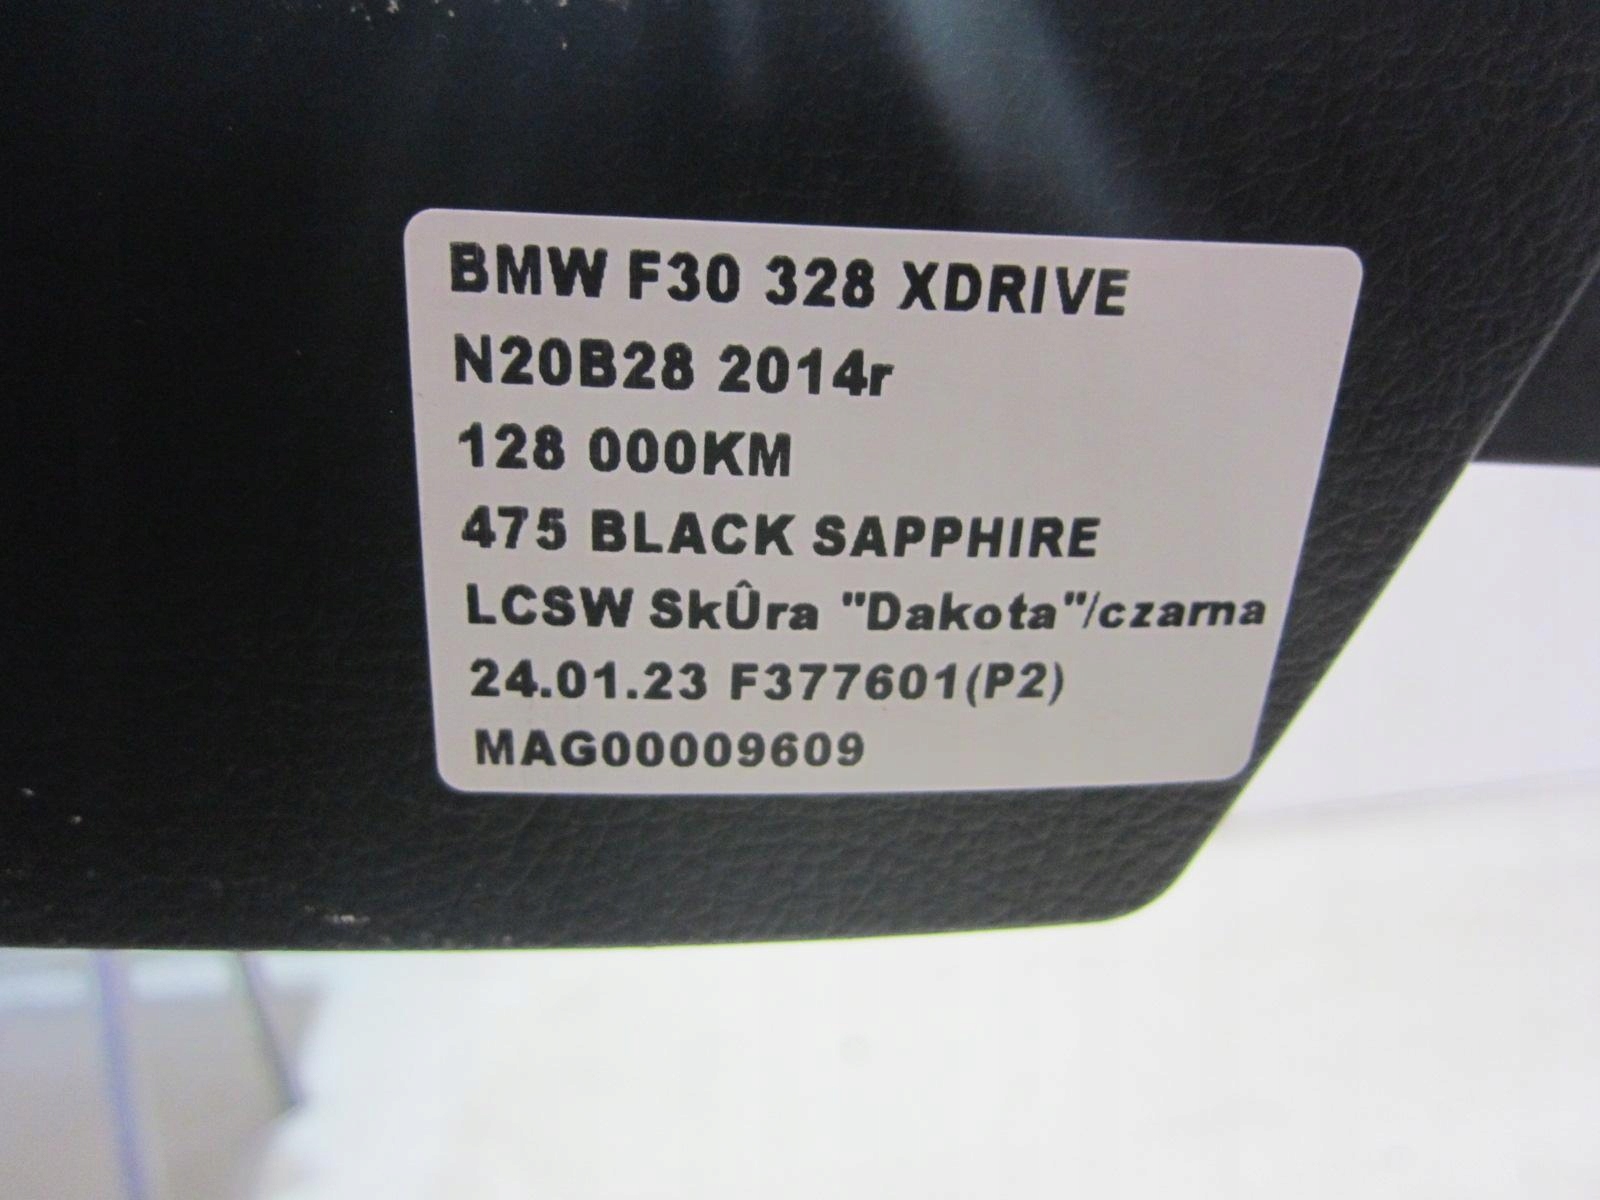 BMW F30 328 XDRIVE
N20B28 2014r
128 000KM
475 BLACK SAPPHIRE
LCSW SkÛra "Dakota"/czarna
24.01.23 F377601(P2)
MAG00009609